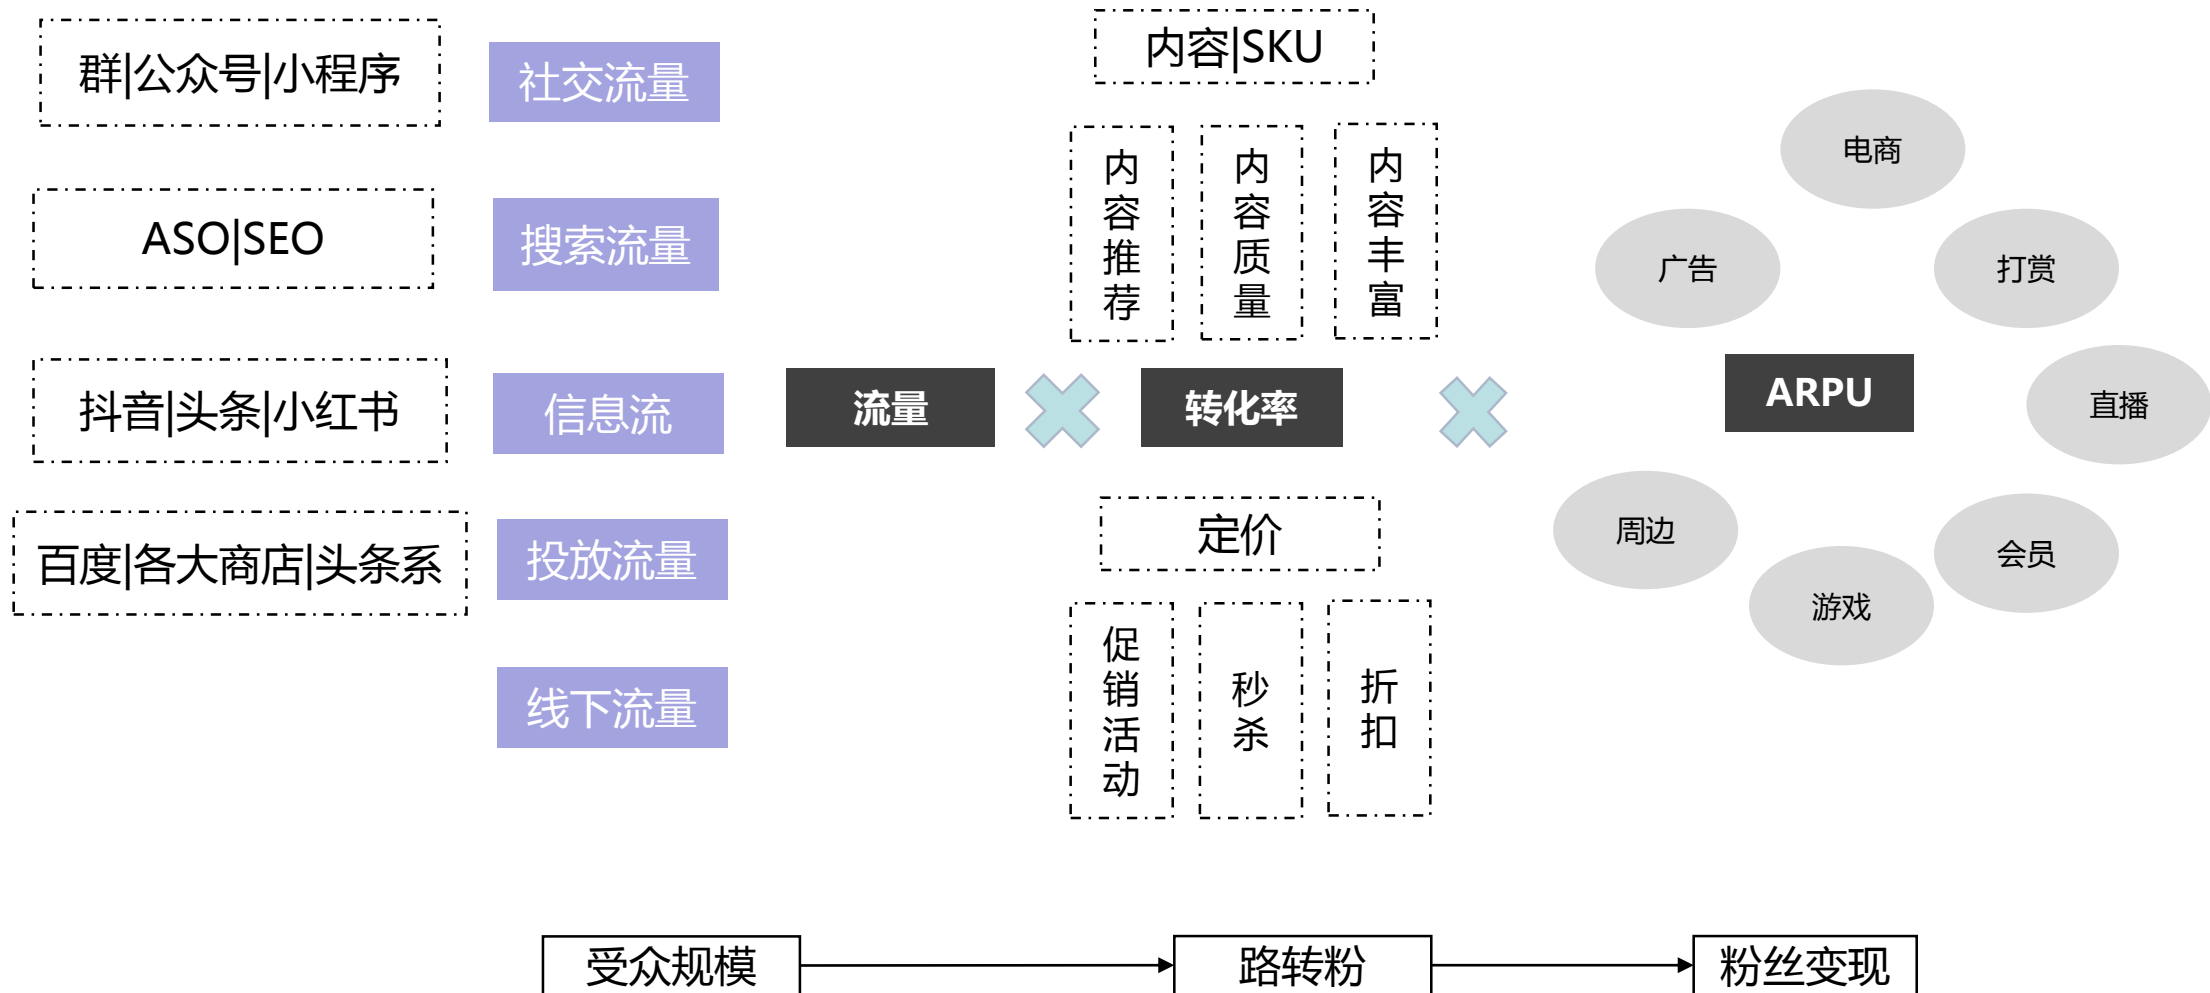 群|公众号|小程序
社交流量
ASO|SEO
搜索流量
抖音|头条|小红书
信息流
百度|各大商店|头条系
投放流量
线下流量
流量
内容|SKU
内容推荐
内容质量
内容丰富
转化率
定价
促销活动
秒杀
折扣
电商
广告
打赏
ARPU
直播
周边
会员
游戏
受众规模
路转粉
粉丝变现